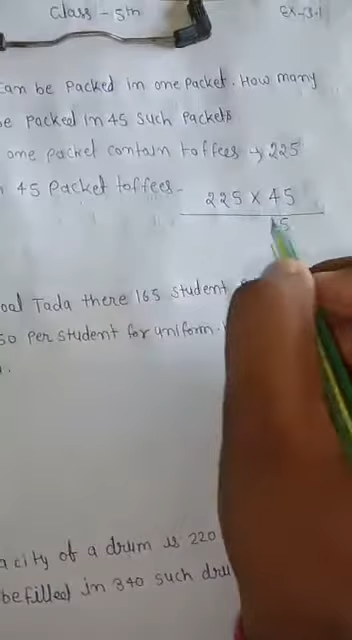 Class - 5th Ex-3.1
can be packed in one packet. How many
be packed in 45 such packets
one packet contain toffees → 225
45 Packet toffees - 225 x 45
Tada there 165 student
50 per student for uniform.
acity of a drum is 220
be filled in 340 such dru